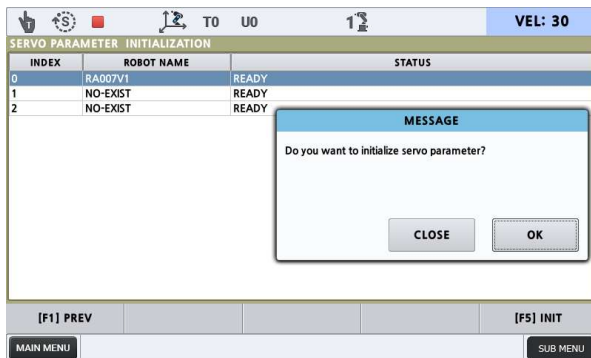 T S T0 U0 1 VEL: 30
SERVO PARAMETER INITIALIZATION
INDEX ROBOT NAME STATUS
0 RA007V1 READY
1 NO-EXIST READY
2 NO-EXIST READY
MESSAGE
Do you want to initialize servo parameter?
CLOSE OK
[F1] PREV [F5] INIT
MAIN MENU SUB MENU